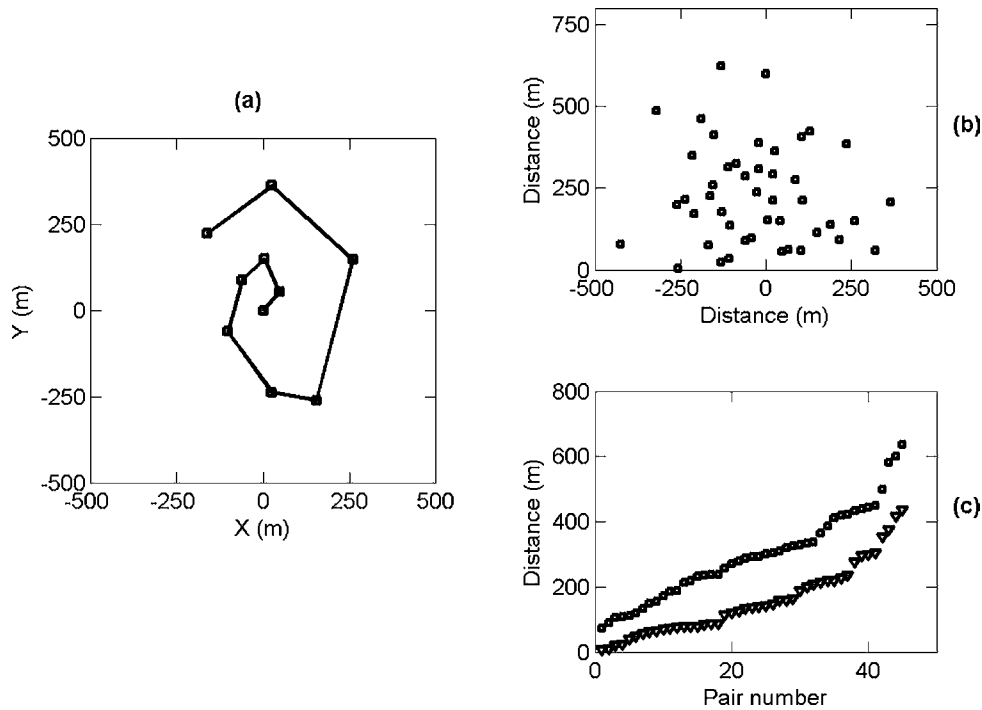 (a)
500
250
0
-250
-500
-500 -250 0 250 500
Y (m)
X (m)
750
500
250
0
-500 -250 0 250 500
Distance (m)
Distance (m)
(b)
800
600
400
200
0
0 20 40
Distance (m)
Pair number
(c)